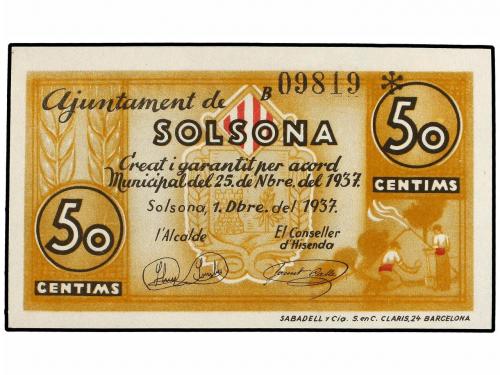 B 09819 *
Ajuntament de
SOLSONA
50
CENTIMS
Creat i garantit per acord
Municipal del 25 de Nbre. del 1937.
Solsona, 1. Dbre. del 1937.
l'Alcalde
El Conseller
d'Hisenda
50
CENTIMS
SABADELL y Cia. S. en C. CLARIS, 24 BARCELONA